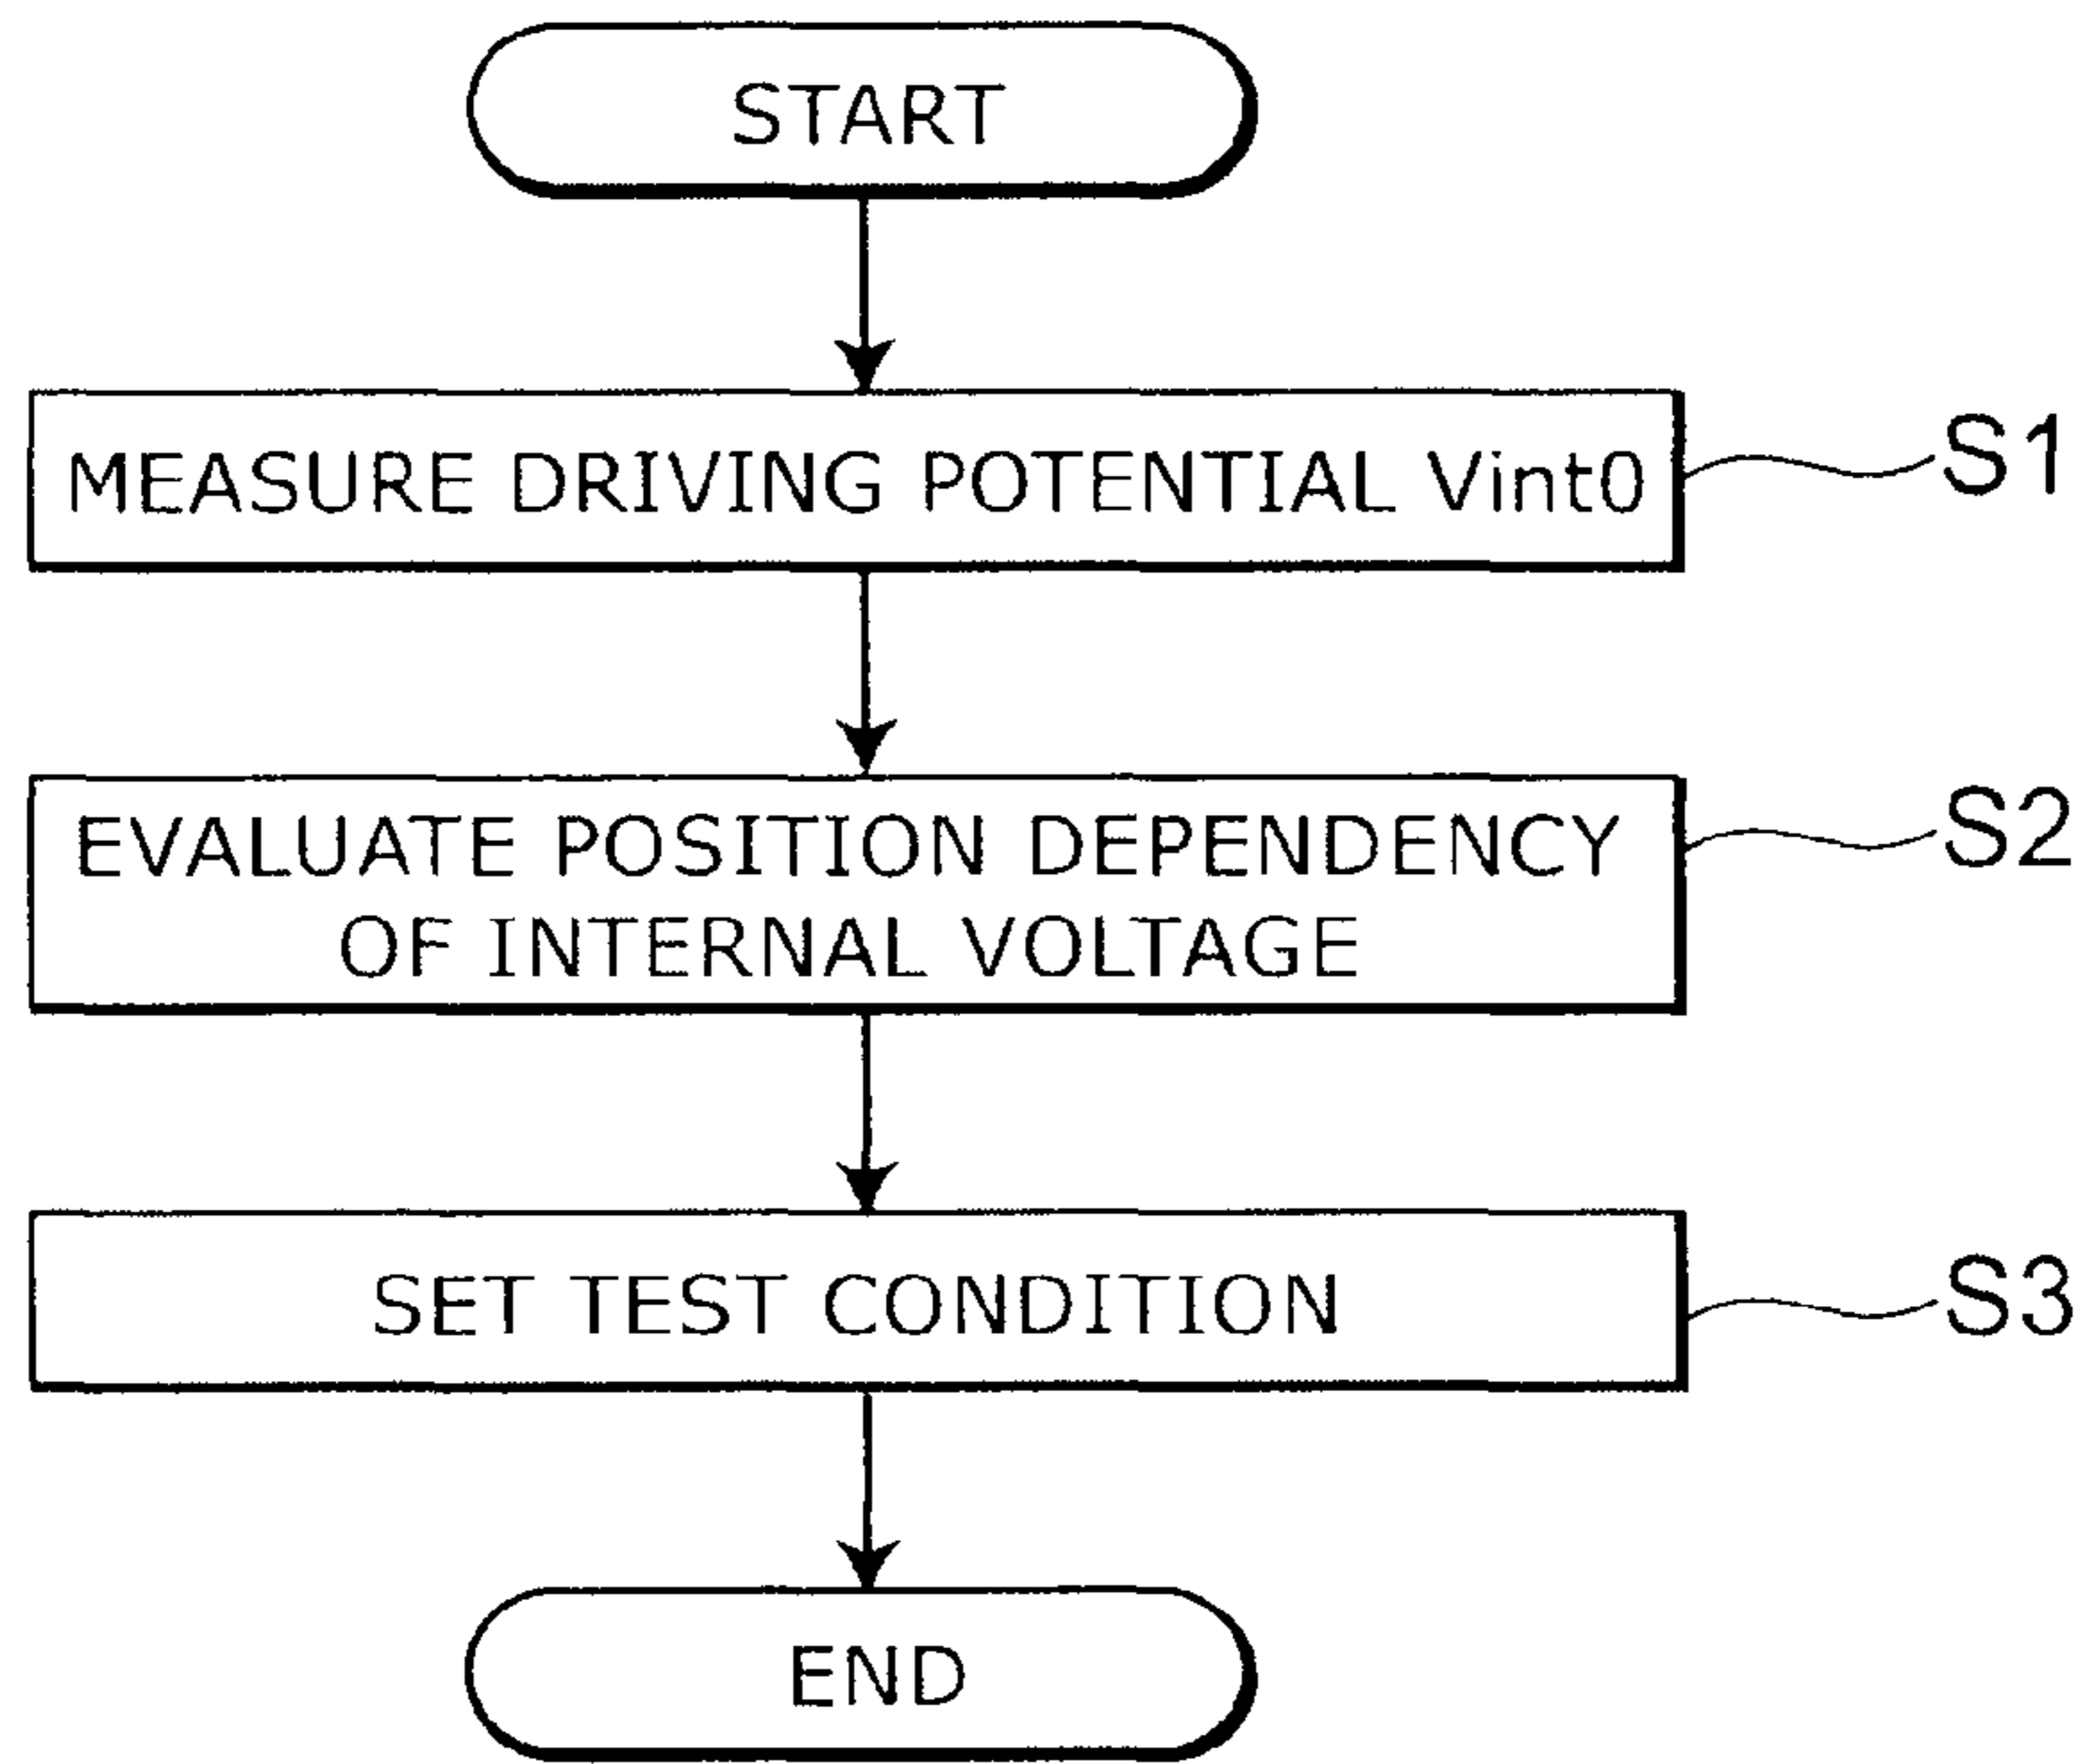 START
MEASURE DRIVING POTENTIAL Vint0
S1
EVALUATE POSITION DEPENDENCY
OF INTERNAL VOLTAGE
S2
SET TEST CONDITION
S3
END